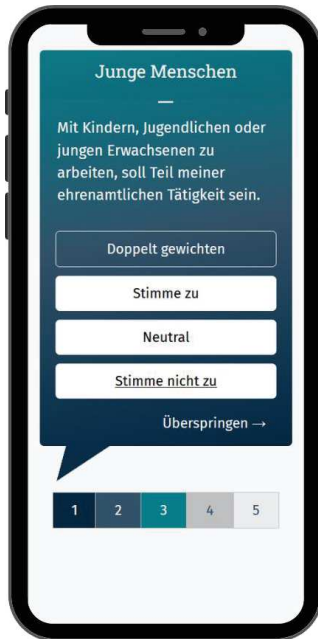 Junge Menschen
Mit Kindern, Jugendlichen oder
jungen Erwachsenen zu
arbeiten, soll Teil meiner
ehrenamtlichen Tätigkeit sein.
Doppelt gewichten
Stimme zu
Neutral
Stimme nicht zu
Überspringen →
1 2 3 4 5